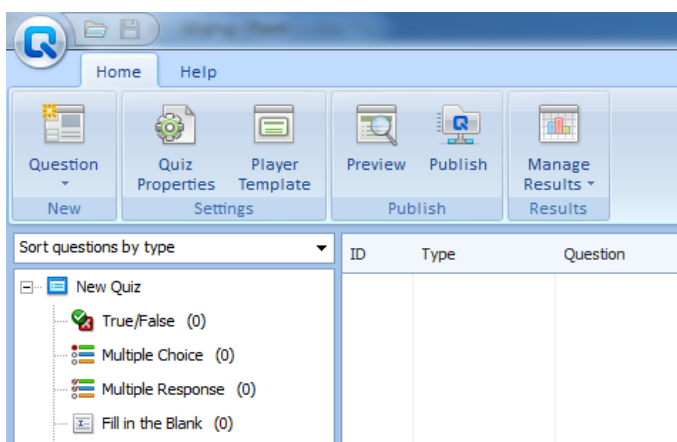 Home Help
Question Quiz Properties Player Template Preview Publish Manage Results
New Settings Publish Results
Sort questions by type
ID Type Question
New Quiz
True/False (0)
Multiple Choice (0)
Multiple Response (0)
Fill in the Blank (0)